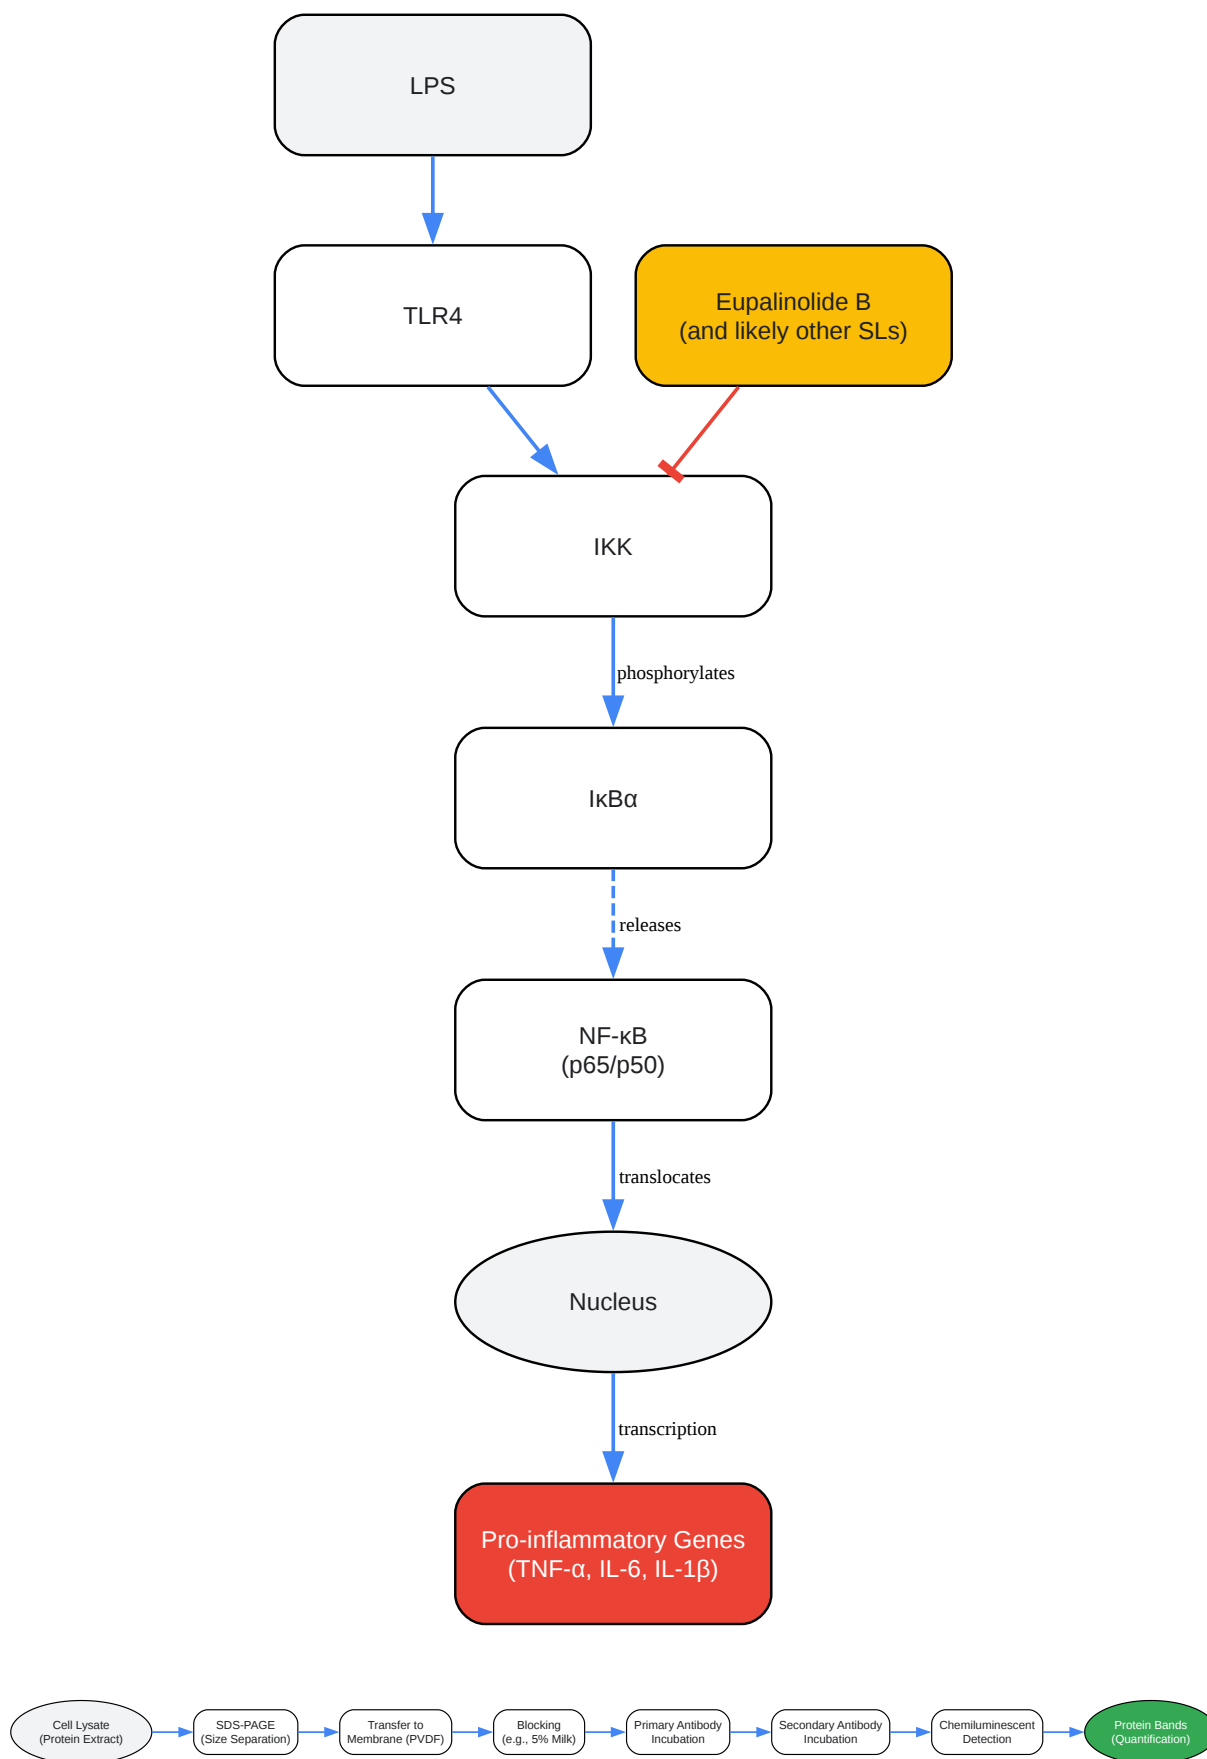 LPS
TLR4
Eupalinolide B
(and likely other SLs)
IKK
phosphorylates
IκBα
releases
NF-κB
(p65/p50)
translocates
Nucleus
transcription
Pro-inflammatory Genes
(TNF-α, IL-6, IL-1β)
Cell Lysate
(Protein Extract)
SDS-PAGE
(Size Separation)
Transfer to
Membrane (PVDF)
Blocking
(e.g., 5% Milk)
Primary Antibody
Incubation
Secondary Antibody
Incubation
Chemiluminescent
Detection
Protein Bands
(Quantification)